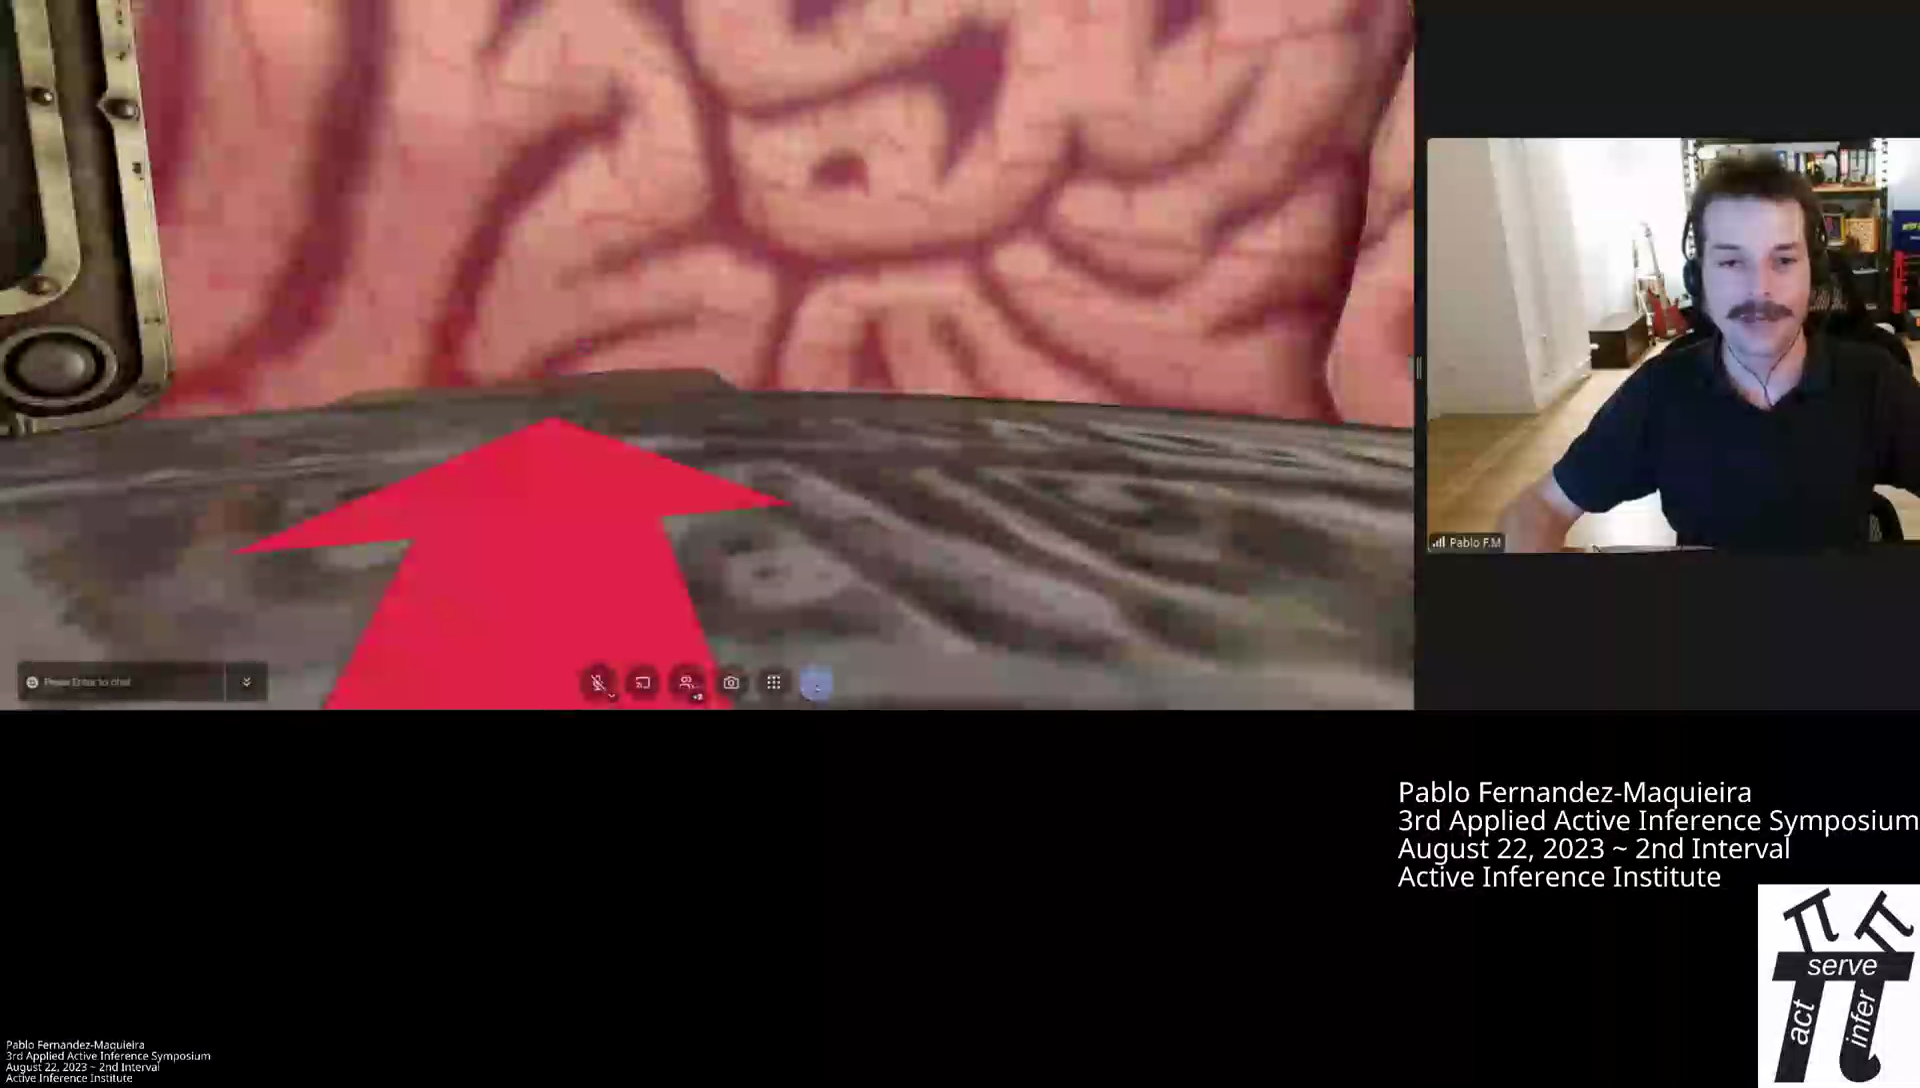 Press Enter to chat
+2
Pablo F.M
Pablo Fernandez-Maquieira
3rd Applied Active Inference Symposium
August 22, 2023 ~ 2nd Interval
Active Inference Institute
serve
act
infer
Pablo Fernandez-Maquieira
3rd Applied Active Inference Symposium
August 22, 2023 ~ 2nd Interval
Active Inference Institute